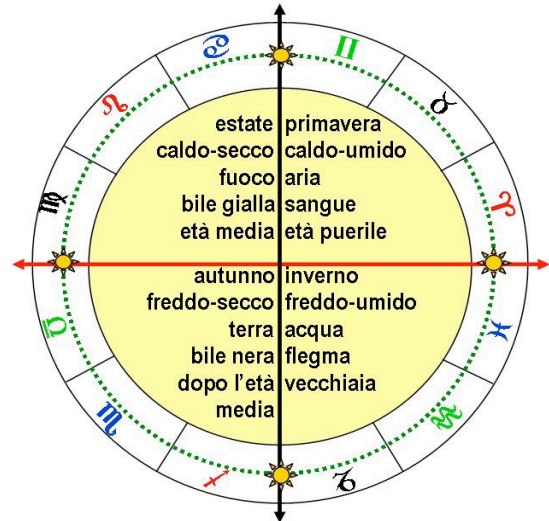 estate primavera
caldo-secco caldo-umido
fuoco aria
bile gialla sangue
età media età puerile
autunno inverno
freddo-secco freddo-umido
terra acqua
bile nera flegma
dopo l'età vecchiaia
media